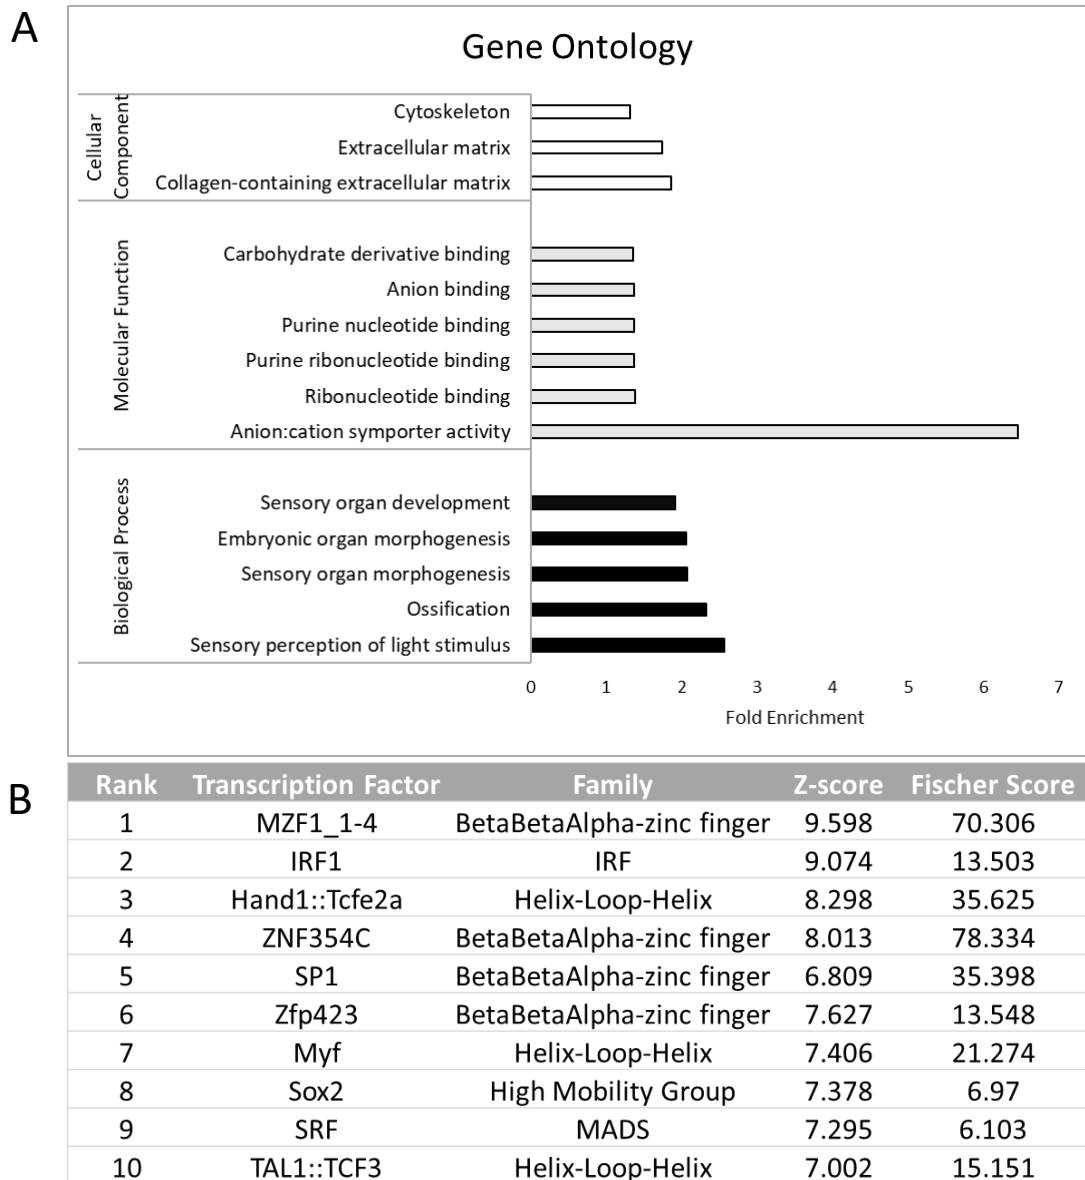 A
Gene Ontology
Cellular Component
Cytoskeleton
Extracellular matrix
Collagen-containing extracellular matrix
Molecular Function
Carbohydrate derivative binding
Anion binding
Purine nucleotide binding
Purine ribonucleotide binding
Ribonucleotide binding
Anion:cation symporter activity
Biological Process
Sensory organ development
Embryonic organ morphogenesis
Sensory organ morphogenesis
Ossification
Sensory perception of light stimulus
0 1 2 3 4 5 6 7
Fold Enrichment
B
Rank Transcription Factor Family Z-score Fischer Score
1 MZF1_1-4 BetaBetaAlpha-zinc finger 9.598 70.306
2 IRF1 IRF 9.074 13.503
3 Hand1::Tcfe2a Helix-Loop-Helix 8.298 35.625
4 ZNF354C BetaBetaAlpha-zinc finger 8.013 78.334
5 SP1 BetaBetaAlpha-zinc finger 6.809 35.398
6 Zfp423 BetaBetaAlpha-zinc finger 7.627 13.548
7 Myf Helix-Loop-Helix 7.406 21.274
8 Sox2 High Mobility Group 7.378 6.97
9 SRF MADS 7.295 6.103
10 TAL1::TCF3 Helix-Loop-Helix 7.002 15.151